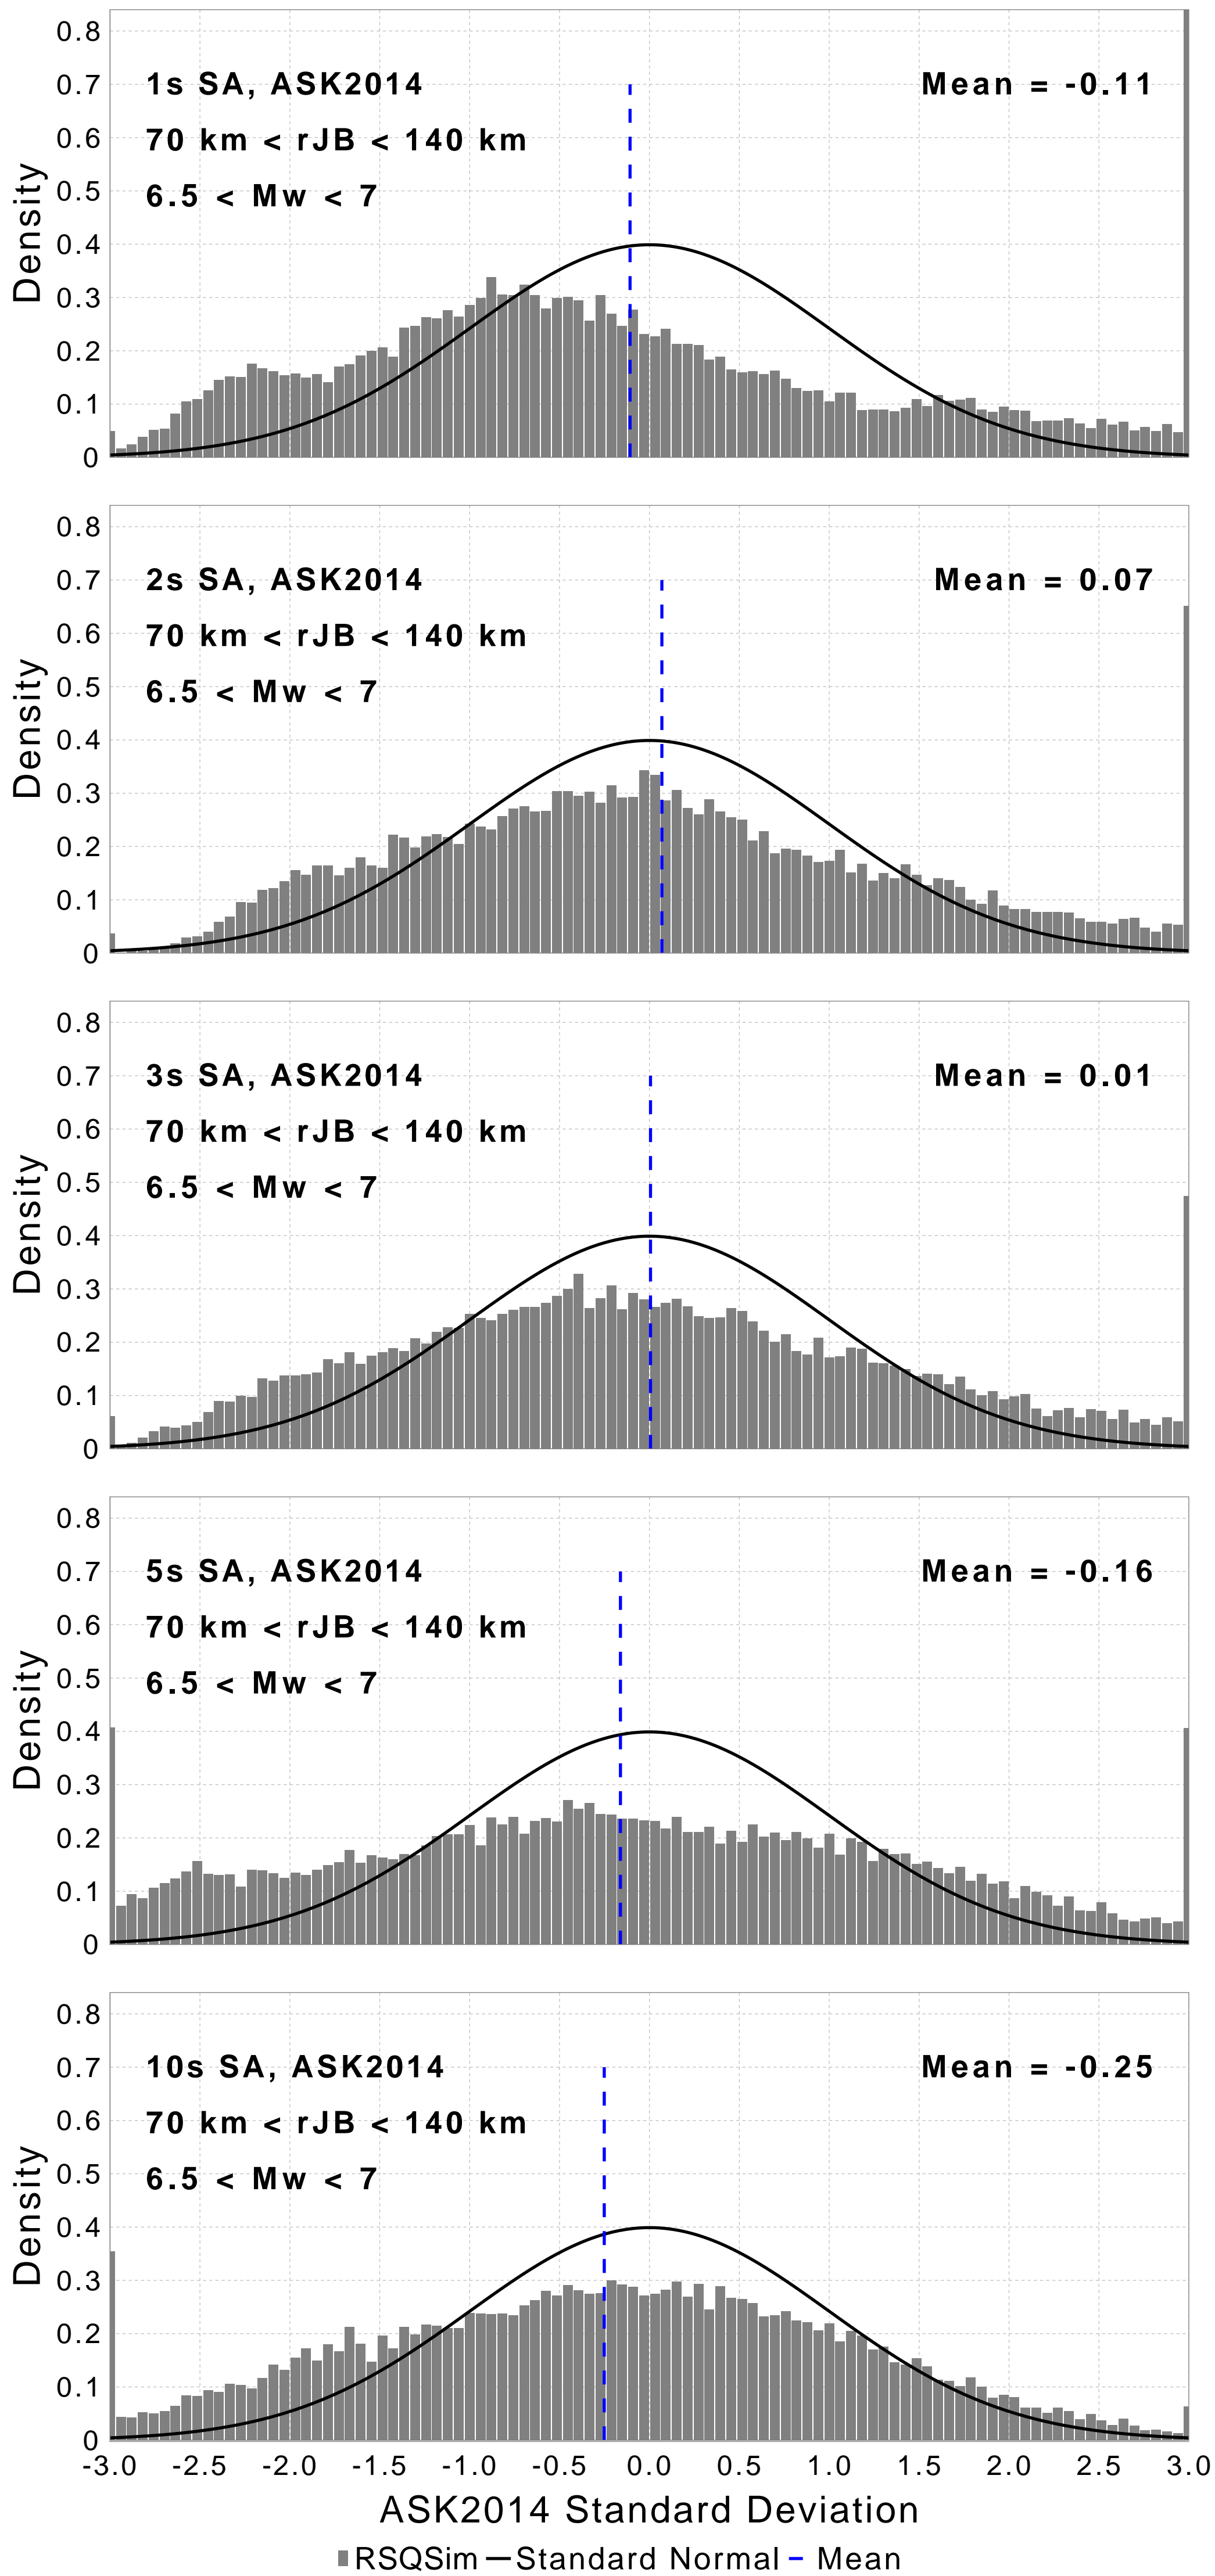 0.8
1s SA, ASK2014 Mean = -0.11
0.7
70 km < rJB < 140 km
0.6
6.5 < Mw < 7
0.5
0.4
0.3
0.2
0.1
0
Density
0.8
2s SA, ASK2014 Mean = 0.07
0.7
70 km < rJB < 140 km
0.6
6.5 < Mw < 7
0.5
0.4
0.3
0.2
0.1
0
Density
0.8
3s SA, ASK2014 Mean = 0.01
0.7
70 km < rJB < 140 km
0.6
6.5 < Mw < 7
0.5
0.4
0.3
0.2
0.1
0
Density
0.8
5s SA, ASK2014 Mean = -0.16
0.7
70 km < rJB < 140 km
0.6
6.5 < Mw < 7
0.5
0.4
0.3
0.2
0.1
0
Density
0.8
10s SA, ASK2014 Mean = -0.25
0.7
70 km < rJB < 140 km
0.6
6.5 < Mw < 7
0.5
0.4
0.3
0.2
0.1
0
Density
-3.0 -2.5 -2.0 -1.5 -1.0 -0.5 0.0 0.5 1.0 1.5 2.0 2.5 3.0
ASK2014 Standard Deviation
RSQSim Standard Normal Mean